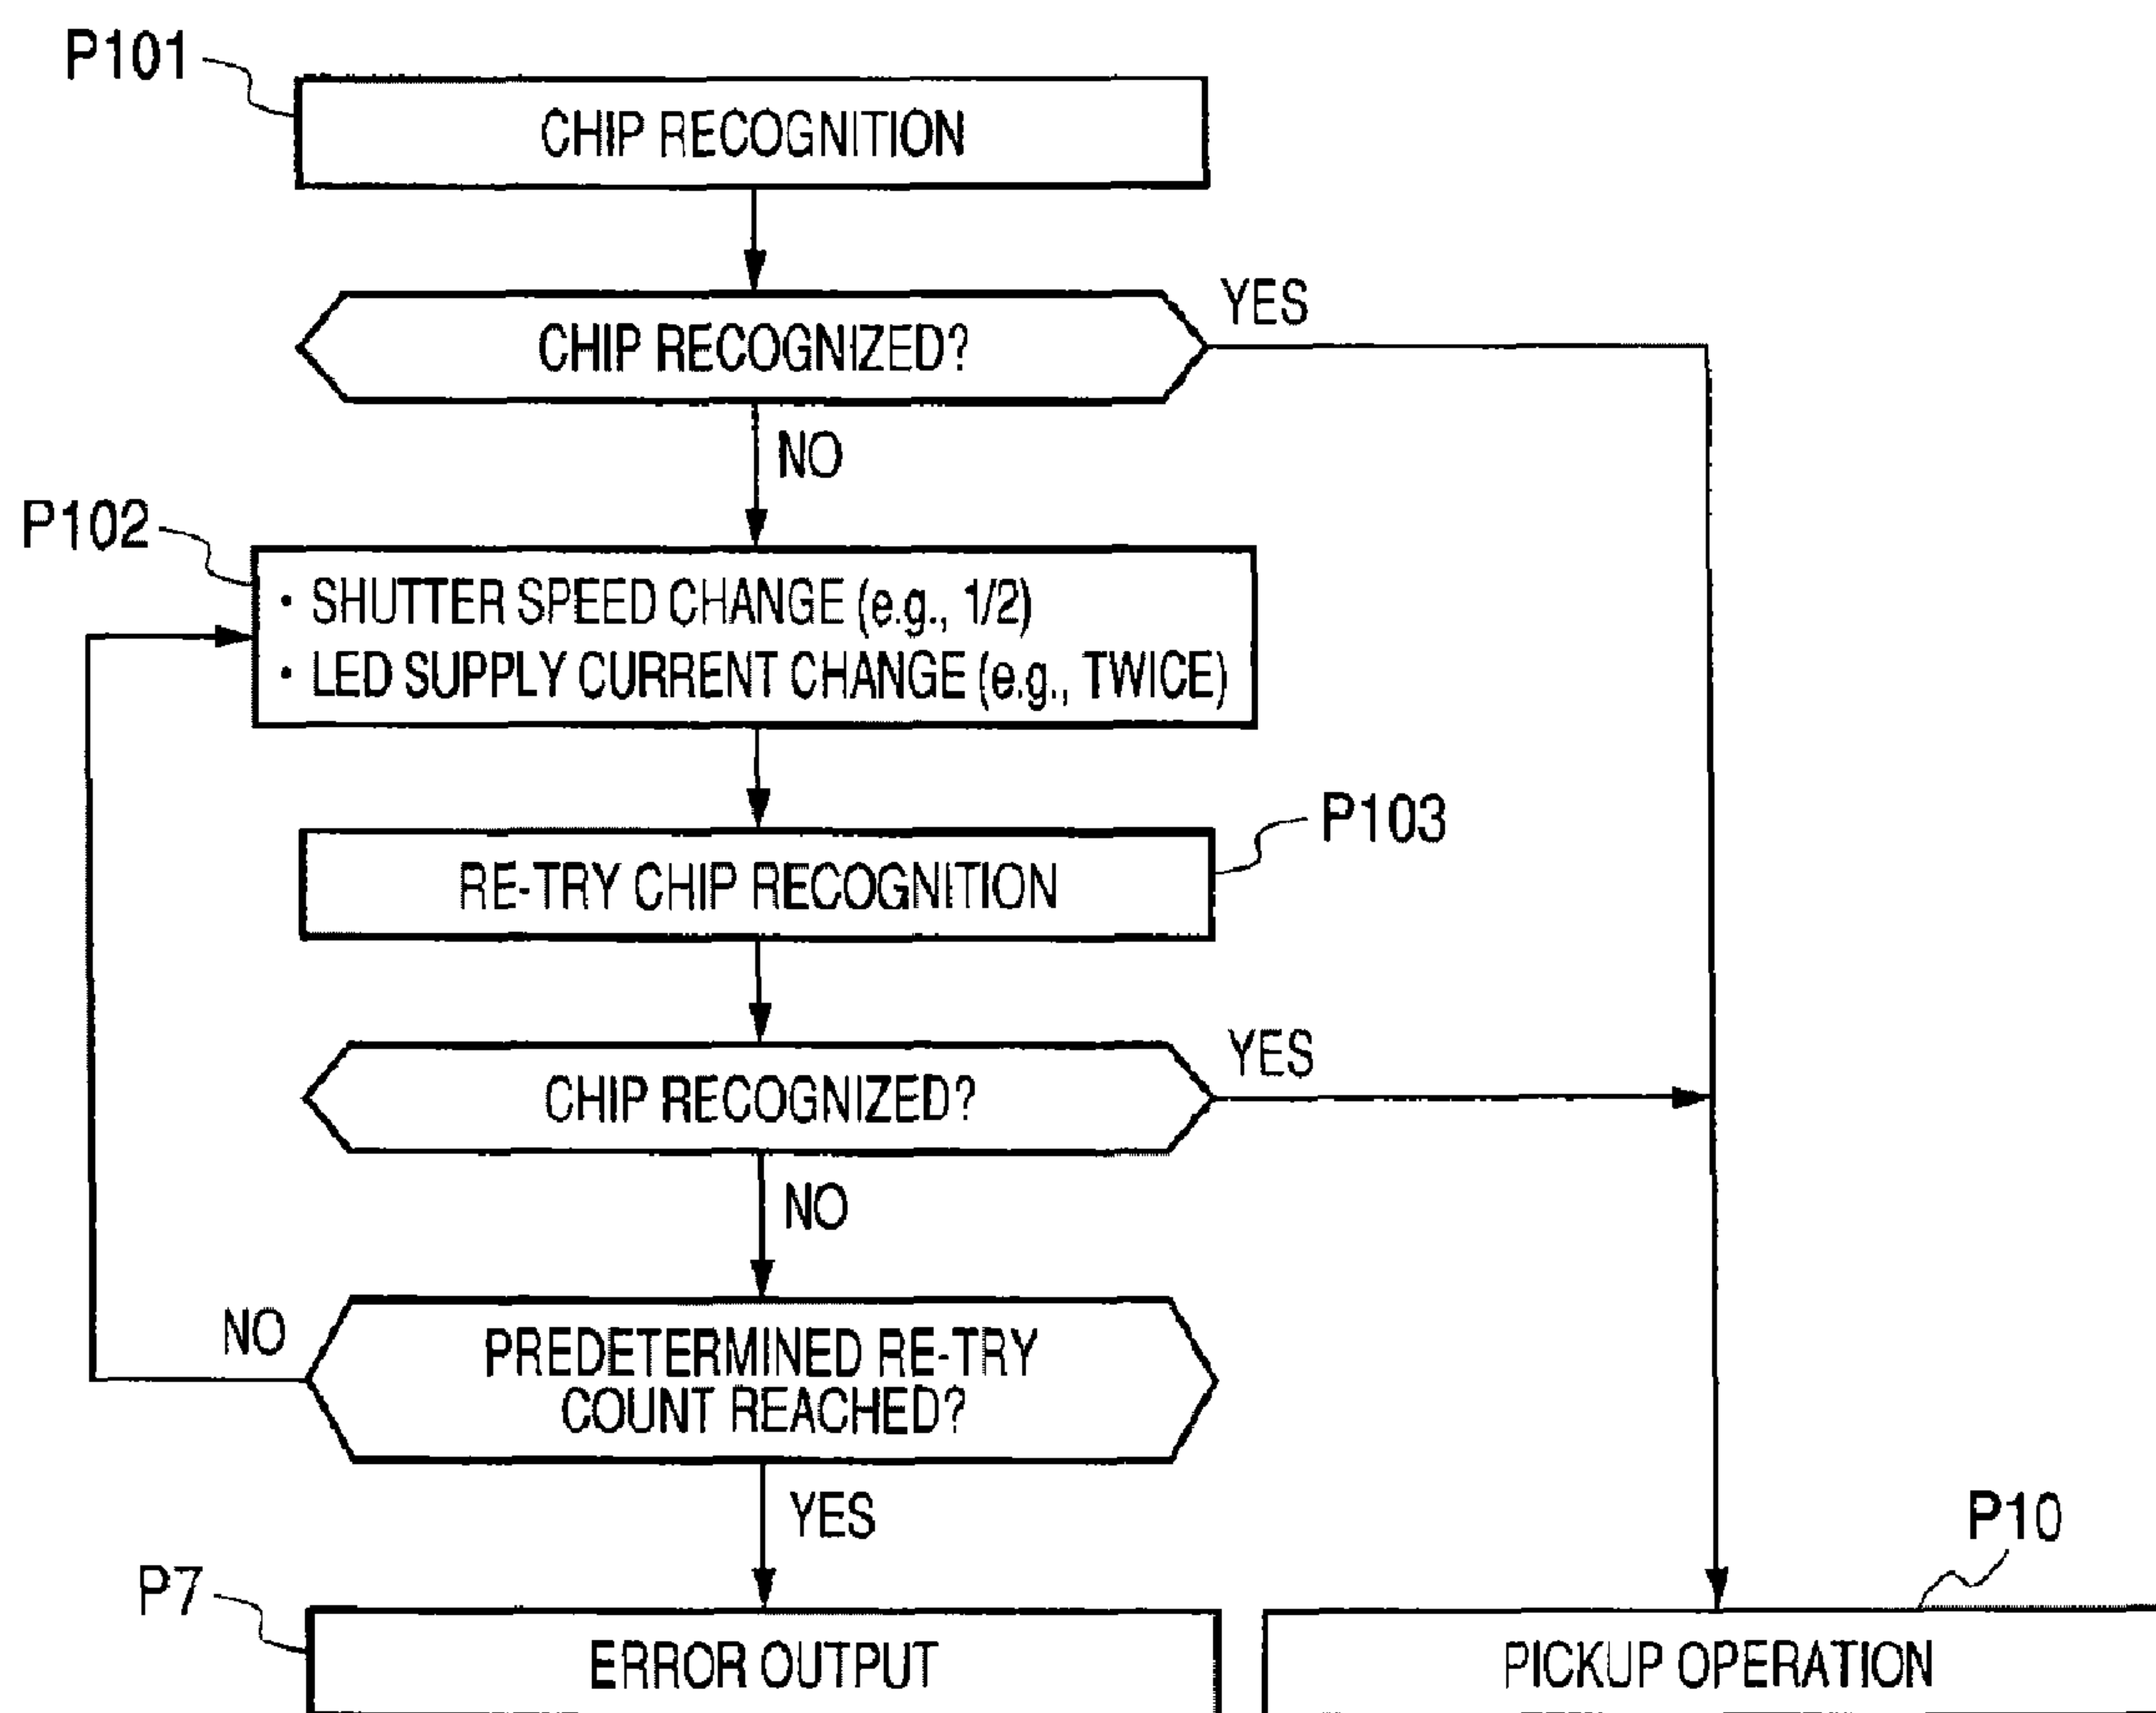 P101
CHIP RECOGNITION
CHIP RECOGNIZED?
YES
NO
P102
• SHUTTER SPEED CHANGE (e.g., 1/2)
• LED SUPPLY CURRENT CHANGE (e.g., TWICE)
P103
RE-TRY CHIP RECOGNITION
CHIP RECOGNIZED?
YES
NO
NO
PREDETERMINED RE-TRY
COUNT REACHED?
YES
P7
ERROR OUTPUT
P10
PICKUP OPERATION